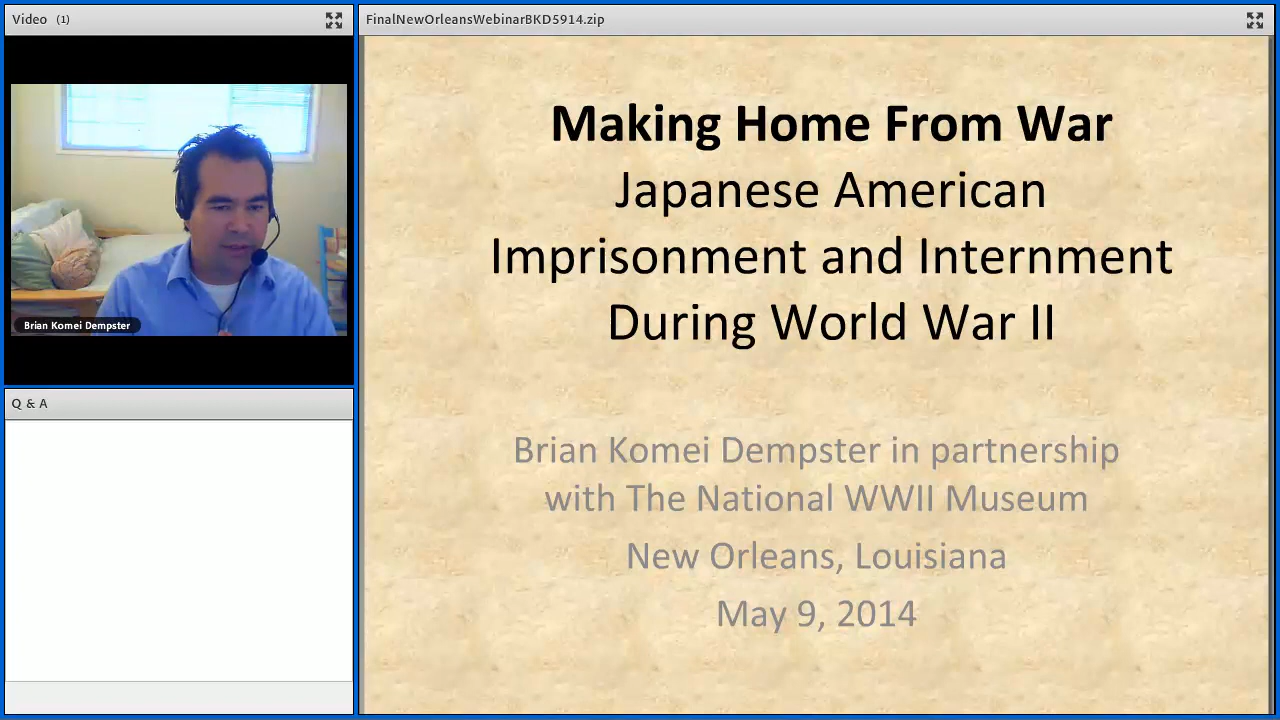 Video (1)
FinalNewOrleansWebinarBKD5914.zip
Brian Komei Dempster
Q & A
Making Home From War
Japanese American
Imprisonment and Internment
During World War II
Brian Komei Dempster in partnership
with The National WWII Museum
New Orleans, Louisiana
May 9, 2014